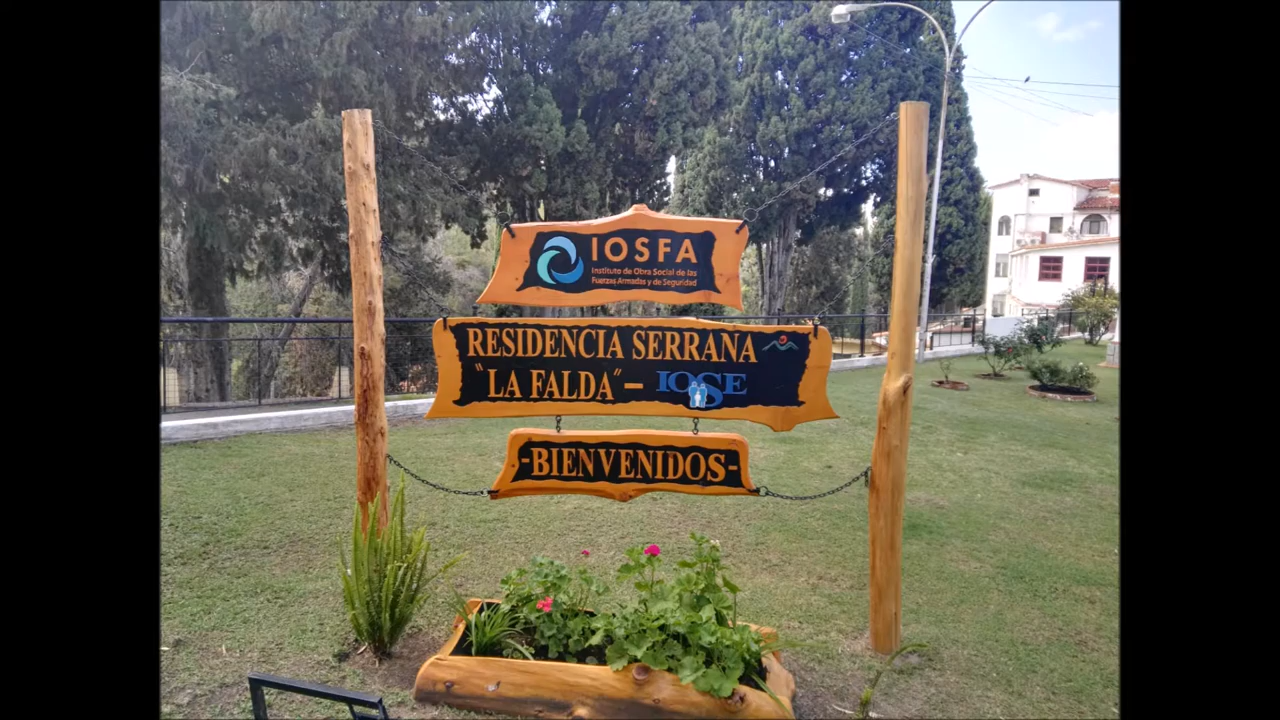 IOSFA
Instituto de Obra Social de las
Fuerzas Armadas y de Seguridad
RESIDENCIA SERRANA
"LA FALDA" – IOSE
-BIENVENIDOS-